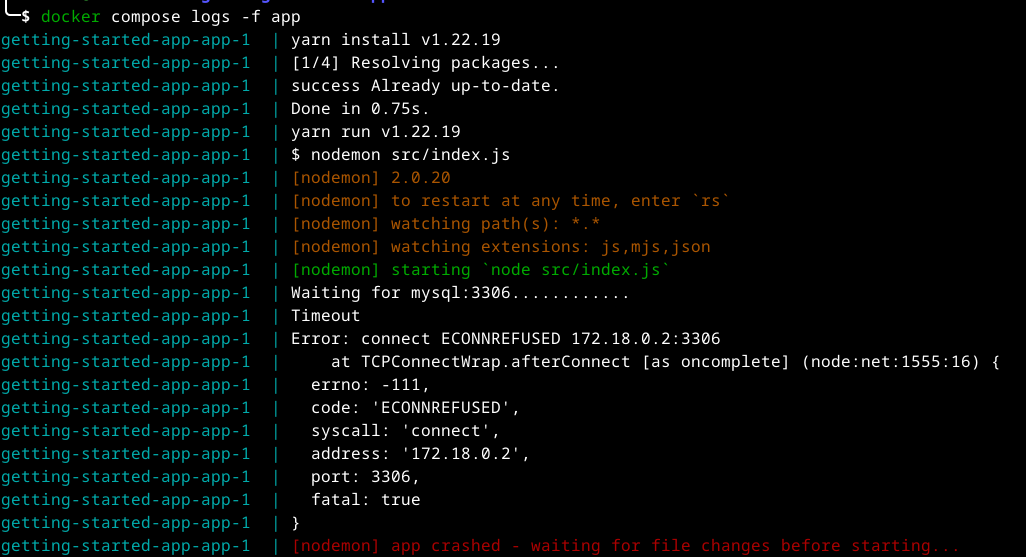 $ docker compose logs -f app
getting-started-app-app-1 | yarn install v1.22.19
getting-started-app-app-1 | [1/4] Resolving packages...
getting-started-app-app-1 | success Already up-to-date.
getting-started-app-app-1 | Done in 0.75s.
getting-started-app-app-1 | yarn run v1.22.19
getting-started-app-app-1 | $ nodemon src/index.js
getting-started-app-app-1 | [nodemon] 2.0.20
getting-started-app-app-1 | [nodemon] to restart at any time, enter `rs`
getting-started-app-app-1 | [nodemon] watching path(s): *.*
getting-started-app-app-1 | [nodemon] watching extensions: js,mjs,json
getting-started-app-app-1 | [nodemon] starting `node src/index.js`
getting-started-app-app-1 | Waiting for mysql:3306............
getting-started-app-app-1 | Timeout
getting-started-app-app-1 | Error: connect ECONNREFUSED 172.18.0.2:3306
getting-started-app-app-1 |     at TCPConnectWrap.afterConnect [as oncomplete] (node:net:1555:16) {
getting-started-app-app-1 |   errno: -111,
getting-started-app-app-1 |   code: 'ECONNREFUSED',
getting-started-app-app-1 |   syscall: 'connect',
getting-started-app-app-1 |   address: '172.18.0.2',
getting-started-app-app-1 |   port: 3306,
getting-started-app-app-1 |   fatal: true
getting-started-app-app-1 | }
getting-started-app-app-1 | [nodemon] app crashed - waiting for file changes before starting...